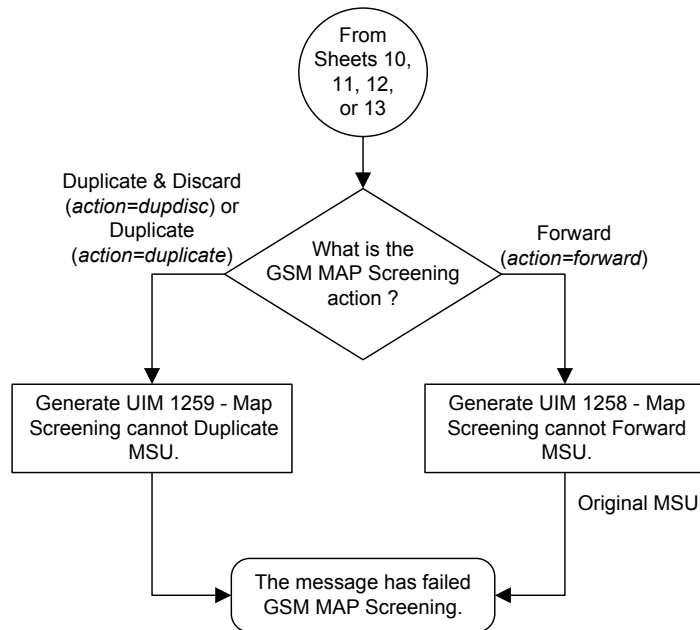 From
Sheets 10,
11, 12,
or 13
Duplicate & Discard
(action=dupdisc) or
Duplicate
(action=duplicate)
What is the
GSM MAP Screening
action ?
Forward
(action=forward)
Generate UIM 1259 - Map
Screening cannot Duplicate
MSU.
Generate UIM 1258 - Map
Screening cannot Forward
MSU.
Original MSU
The message has failed
GSM MAP Screening.